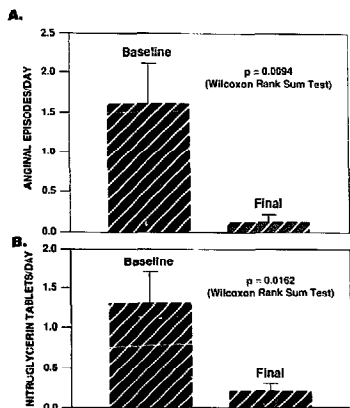 A.
2.5
Baseline
2.0
p = 0.0094
(Wilcoxon Rank Sum Test)
1.5
ANGINAL EPISODES/DAY
1.0
0.5
Final
0.0
B.
2.0
Baseline
p = 0.0162
(Wilcoxon Rank Sum Test)
1.5
NITROGLYCERIN TABLETS/DAY
1.0
Final
0.5
0.0